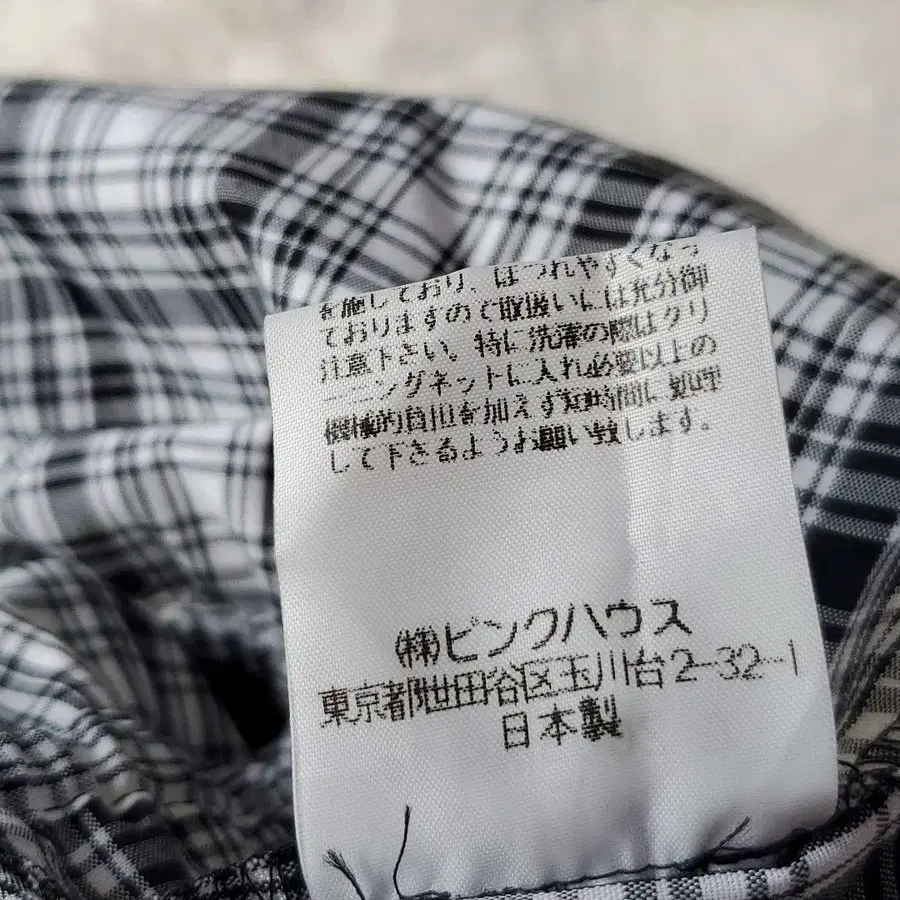 を施しており、ほつれやすくなっ
ておりますので取扱いには充分御
注意下さい。特に洗濯の際はクリ
ーニングネットに入れ必要以上の
機械的負担を加えず短時間に処理
して下さるようお願い致します。
㈱ピンクハウス
東京都世田谷区玉川台2-32-1
日本製